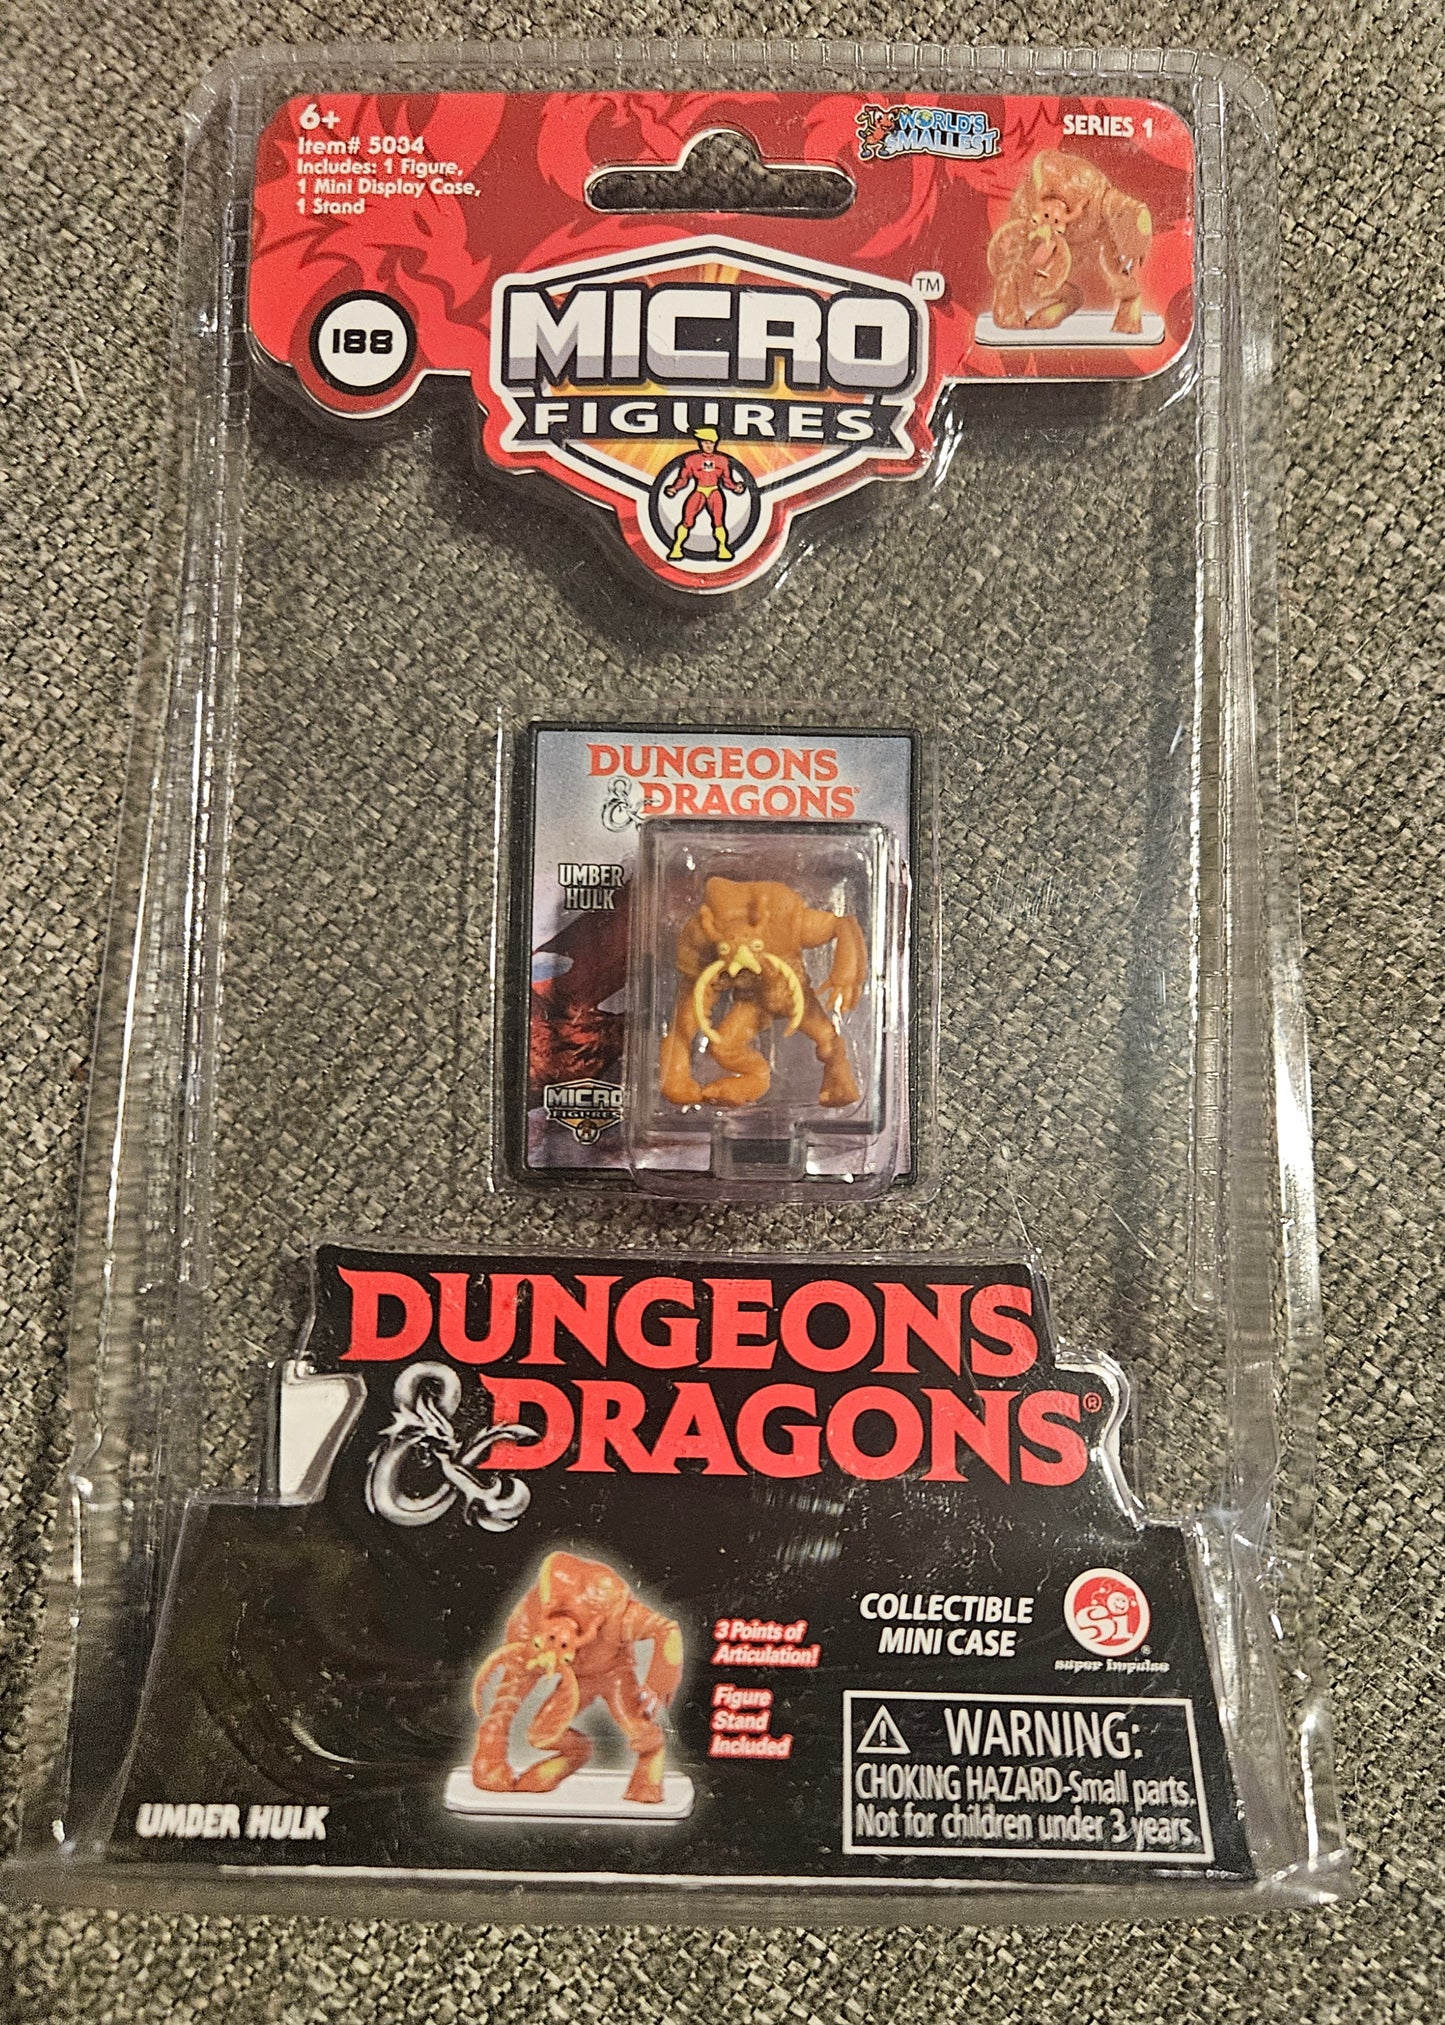 6+
Item# 5034
Includes: 1 Figure,
1 Mini Display Case,
1 Stand
WORLD'S
SMALLEST
SERIES 1
188
MICRO™
FIGURES
DUNGEONS
& DRAGONS
UMBER
HULK
MICRO
FIGURES
DUNGEONS
& DRAGONS®
3 Points of
Articulation!
Figure
Stand
Included
COLLECTIBLE
MINI CASE
Si®
super impulse
⚠ WARNING:
CHOKING HAZARD-Small parts.
Not for children under 3 years.
UMBER HULK